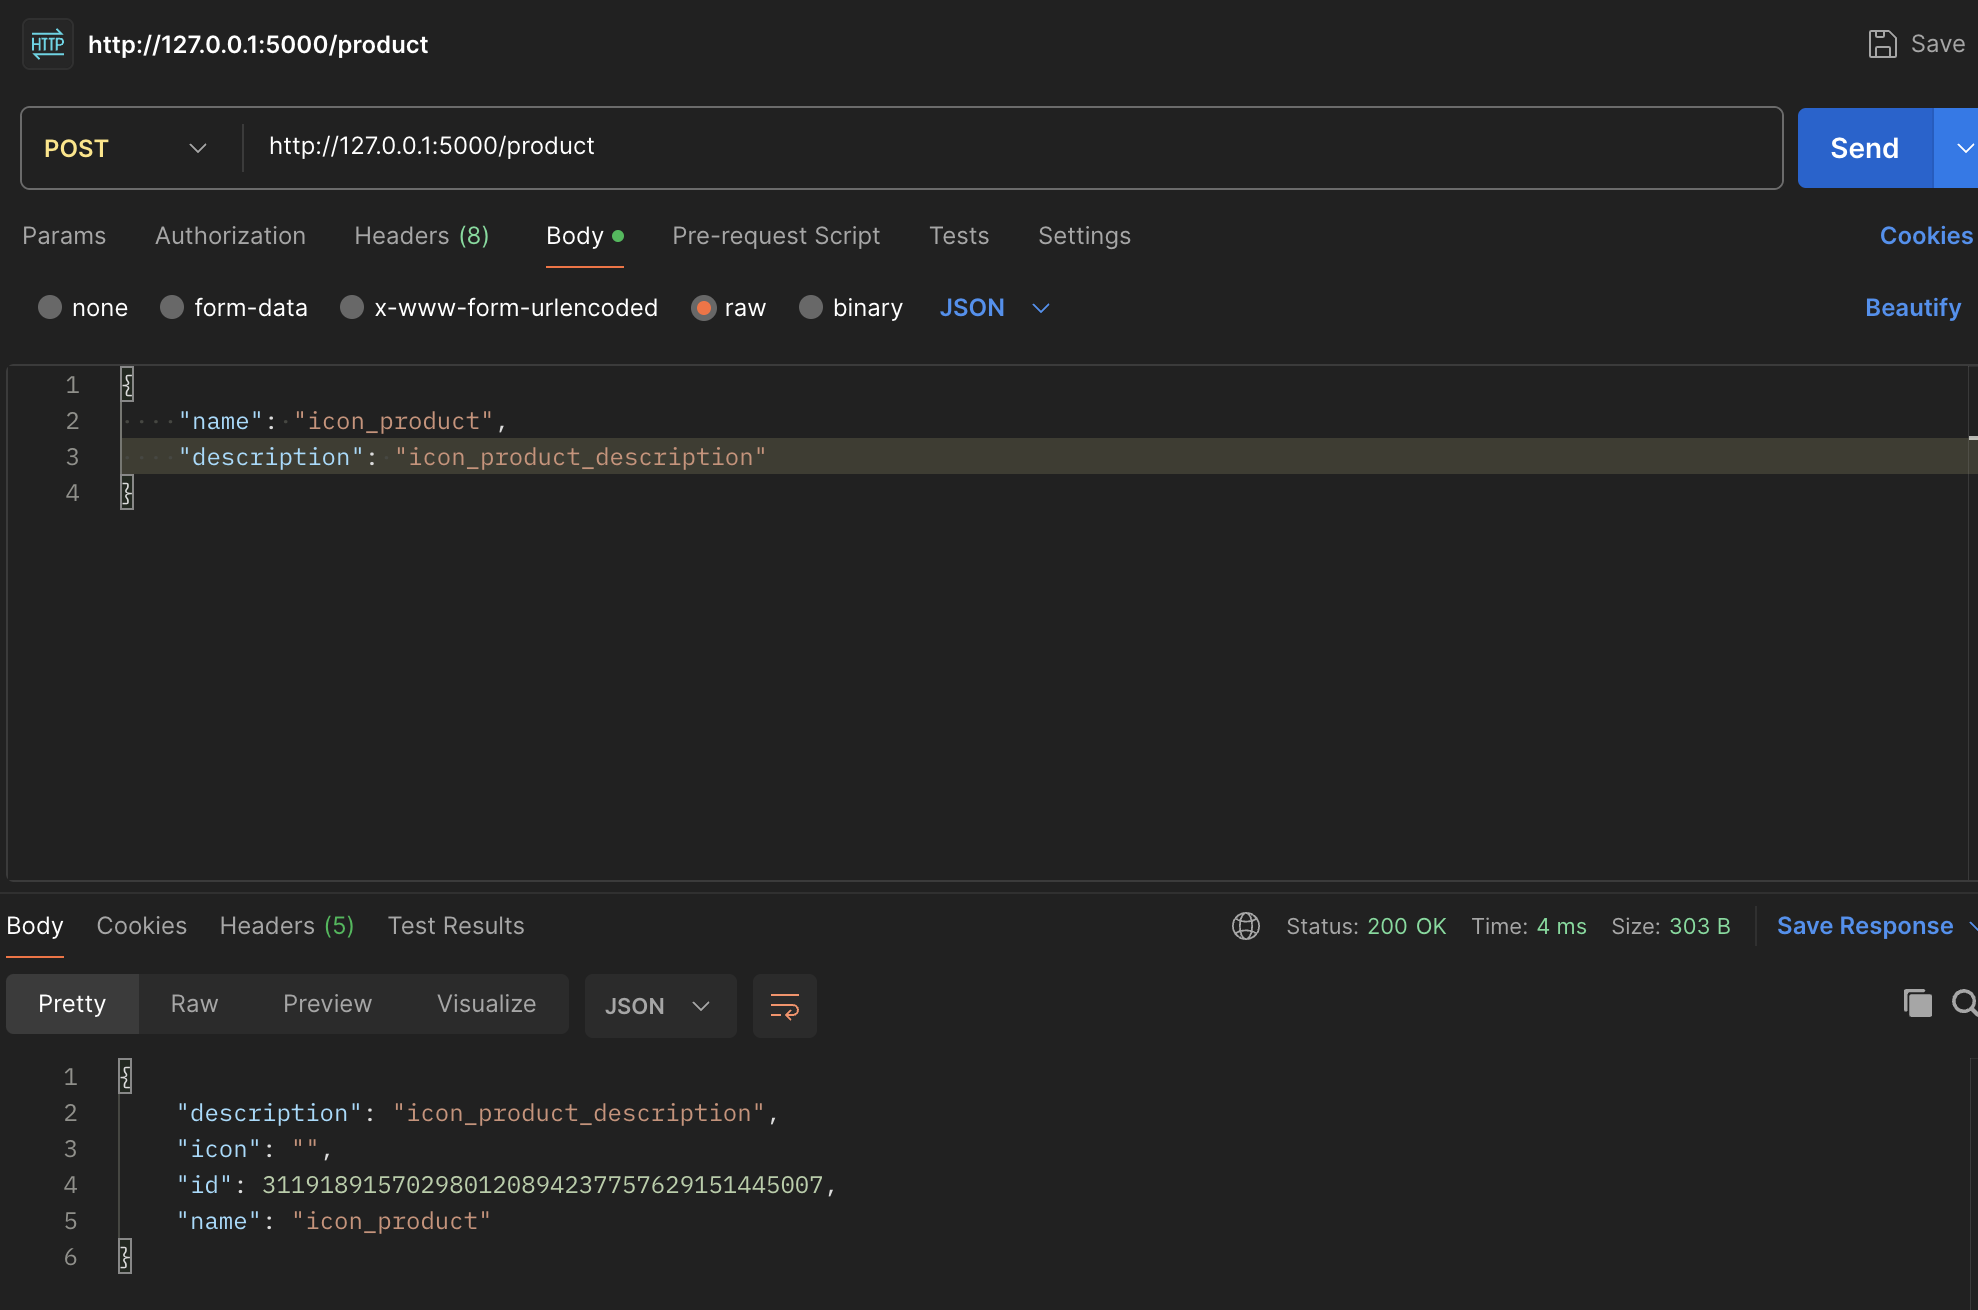 HTTP http://127.0.0.1:5000/product Save
POST http://127.0.0.1:5000/product Send
Params Authorization Headers (8) Body Pre-request Script Tests Settings Cookies
none form-data x-www-form-urlencoded raw binary JSON Beautify
1 {
2 "name": "icon_product",
3 "description": "icon_product_description"
4 }
Body Cookies Headers (5) Test Results Status: 200 OK Time: 4 ms Size: 303 B Save Response
Pretty Raw Preview Visualize JSON
1 {
2 "description": "icon_product_description",
3 "icon": "",
4 "id": 311918915702980120894237757629151445007,
5 "name": "icon_product"
6 }